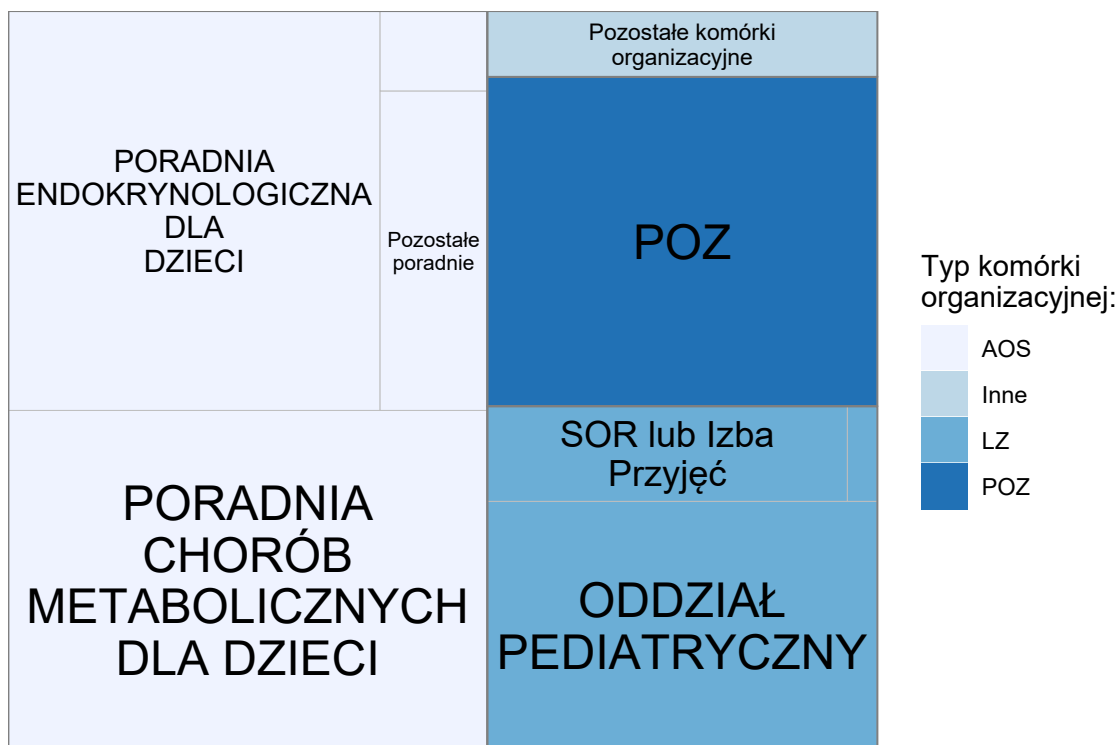 Pozostałe komórki
organizacyjne
PORADNIA
ENDOKRYNOLOGICZNA
DLA
DZIECI
Pozostałe
poradnie
POZ
SOR lub Izba
Przyjęć
PORADNIA
CHORÓB
METABOLICZNYCH
DLA DZIECI
ODDZIAŁ
PEDIATRYCZNY
Typ komórki
organizacyjnej:
AOS
Inne
LZ
POZ